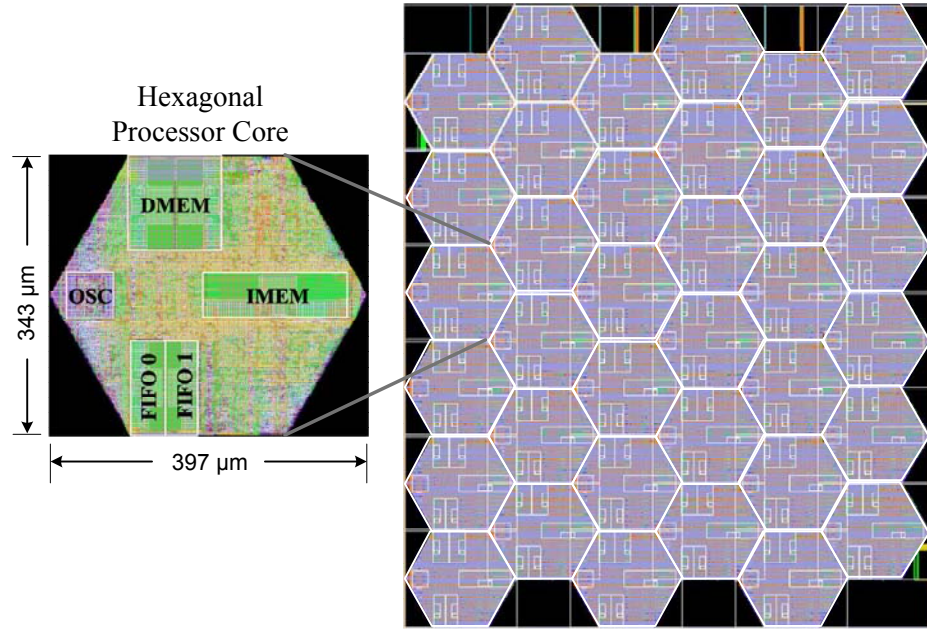 Hexagonal
Processor Core
DMEM
OSC
IMEM
FIFO 0
FIFO 1
343 µm
397 µm